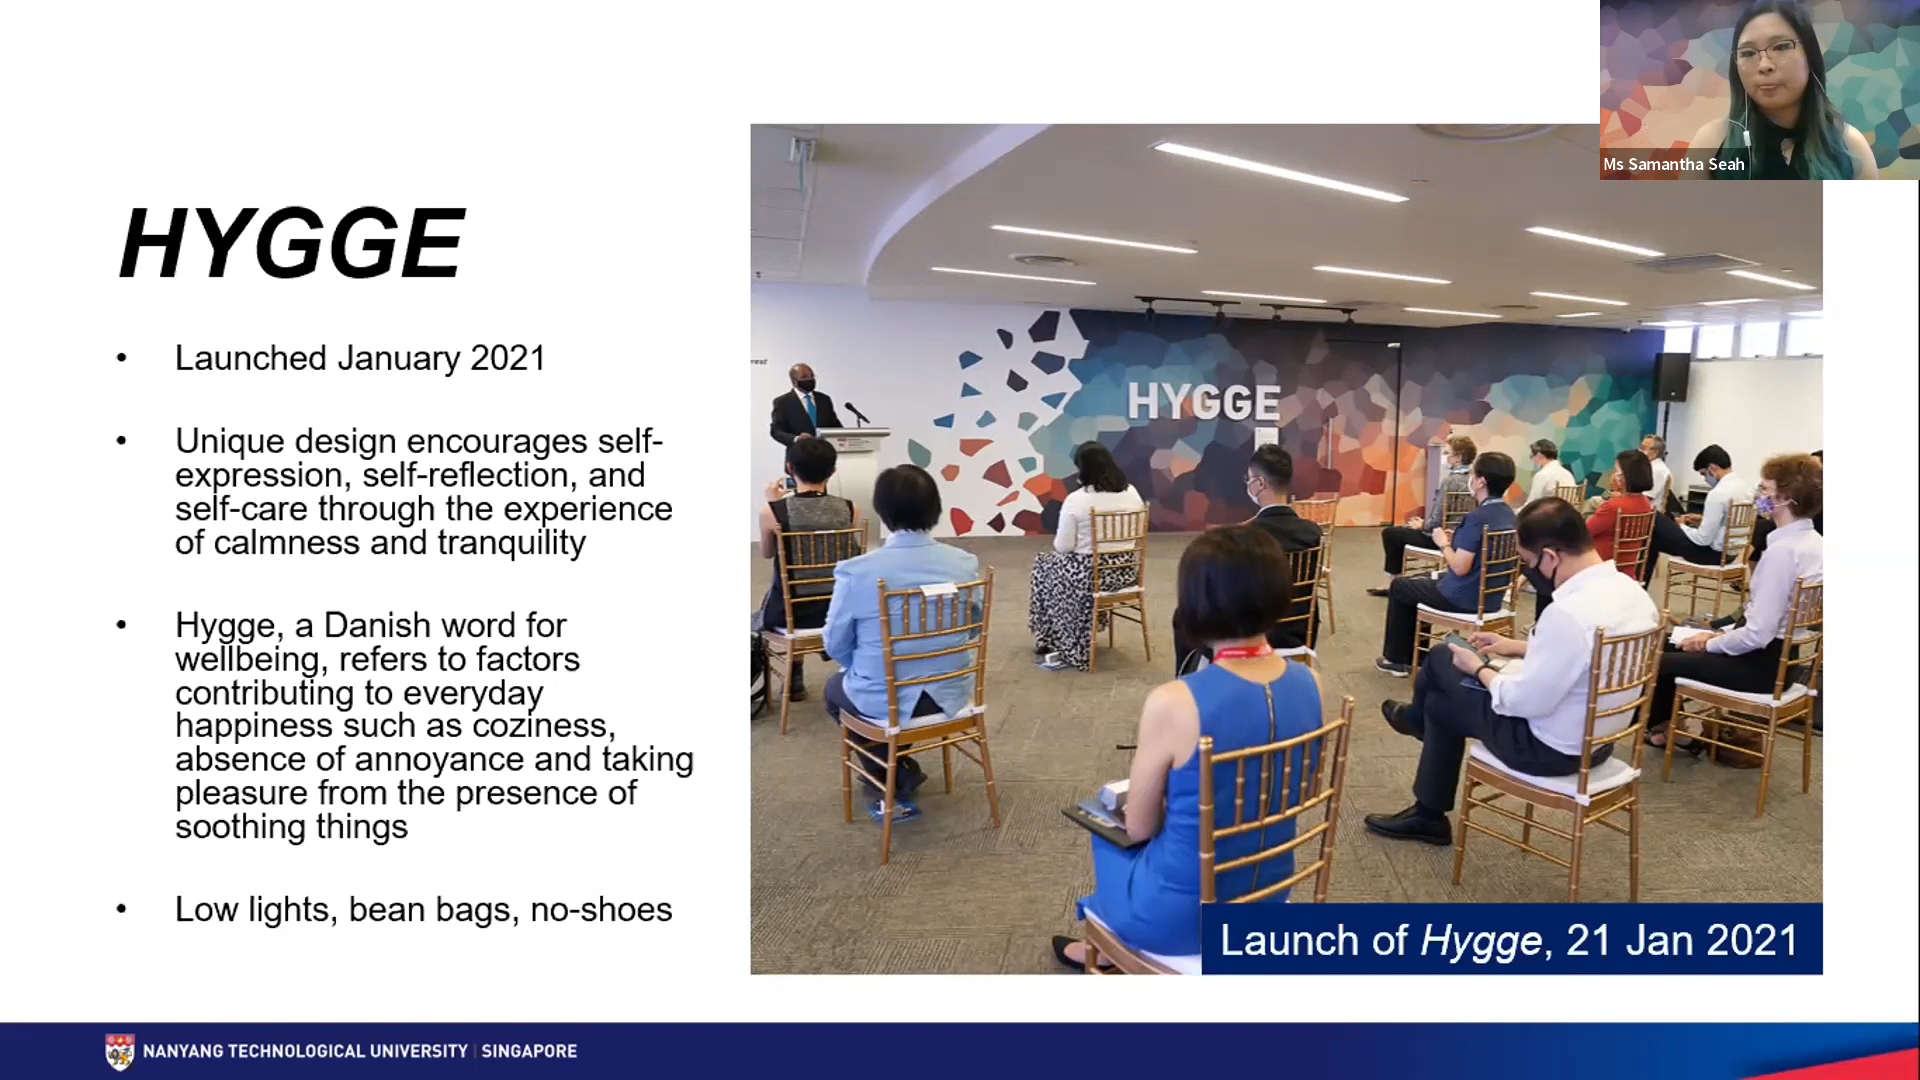 Ms Samantha Seah
HYGGE
• Launched January 2021
• Unique design encourages self-
expression, self-reflection, and
self-care through the experience
of calmness and tranquility
• Hygge, a Danish word for
wellbeing, refers to factors
contributing to everyday
happiness such as coziness,
absence of annoyance and taking
pleasure from the presence of
soothing things
• Low lights, bean bags, no-shoes
HYGGE
Launch of Hygge, 21 Jan 2021
NANYANG TECHNOLOGICAL UNIVERSITY | SINGAPORE